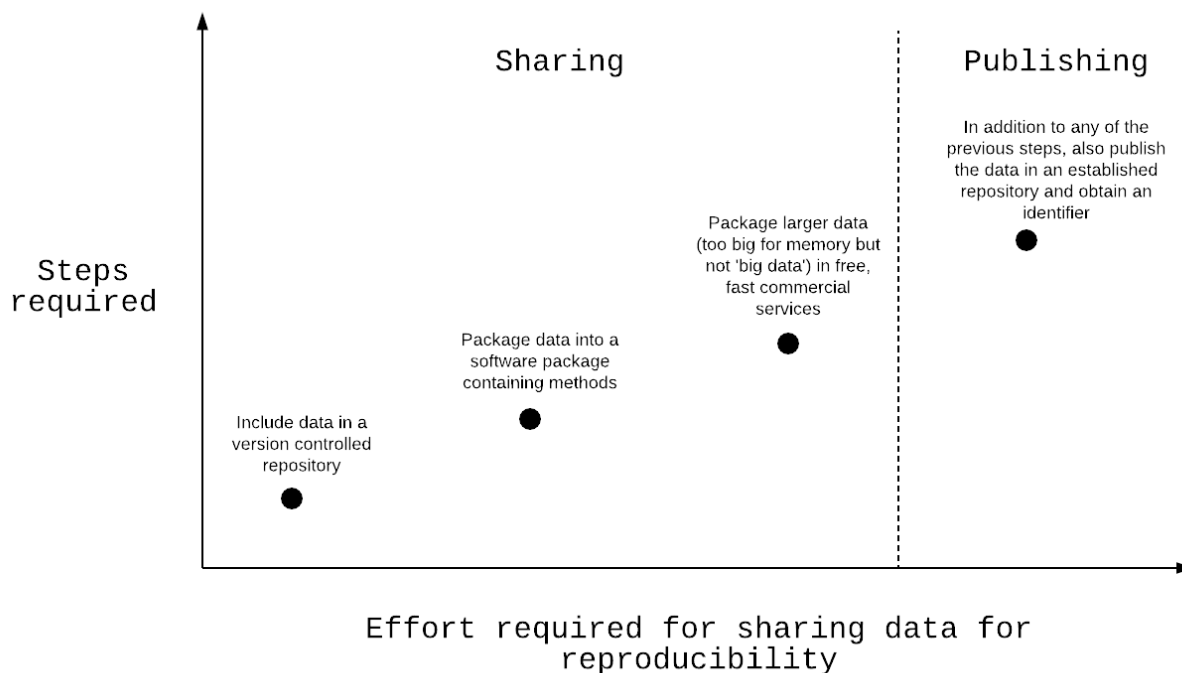 Sharing
Publishing
In addition to any of the
previous steps, also publish
the data in an established
repository and obtain an
identifier
Package larger data
(too big for memory but
not 'big data') in free,
fast commercial
services
Steps
required
Package data into a
software package
containing methods
Include data in a
version controlled
repository
Effort required for sharing data for
reproducibility